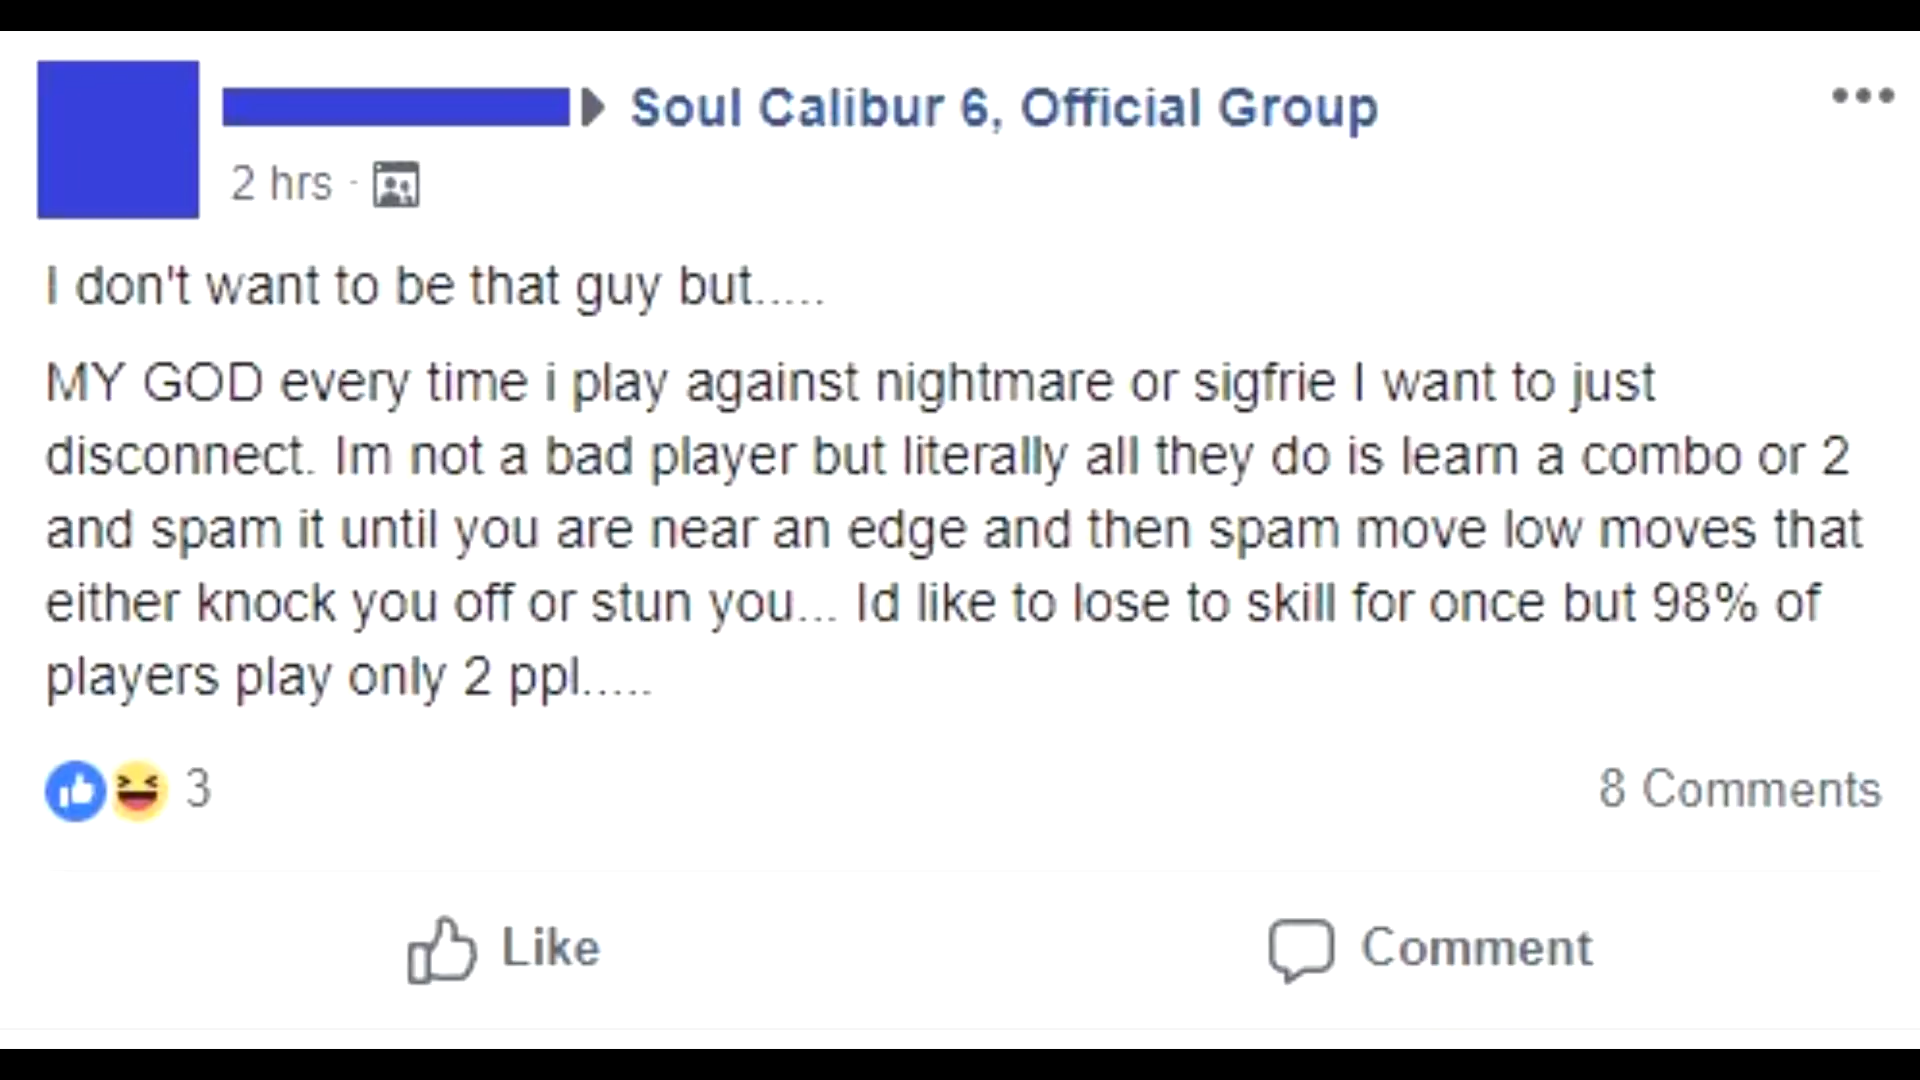 Soul Calibur 6, Official Group
2 hrs ·
I don't want to be that guy but.....
MY GOD every time i play against nightmare or sigfrie I want to just
disconnect. Im not a bad player but literally all they do is learn a combo or 2
and spam it until you are near an edge and then spam move low moves that
either knock you off or stun you... Id like to lose to skill for once but 98% of
players play only 2 ppl.....
3
8 Comments
Like
Comment